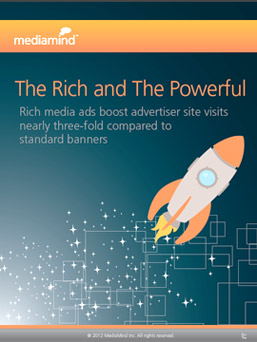 mediamind
The Rich and The Powerful
Rich media ads boost advertiser site visits
nearly three-fold compared to
standard banners
© 2012 MediaMind Inc. All rights reserved.